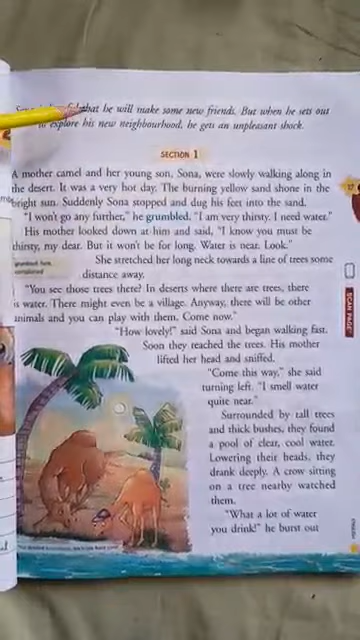 that he will make some new friends. But when he sets out
to explore his new neighbourhood, he gets an unpleasant shock.
SECTION 1
A mother camel and her young son, Sona, were slowly walking along in
the desert. It was a very hot day. The burning yellow sand shone in the
bright sun. Suddenly Sona stopped and dug his feet into the sand.
"I won't go any further," he grumbled. "I am very thirsty. I need water."
His mother looked down at him and said, "I know you must be
thirsty, my dear. But it won't be for long. Water is near. Look."
She stretched her long neck towards a line of trees some
distance away.
grumbled: here,
complained
"You see those trees there? In deserts where there are trees, there
is water. There might even be a village. Anyway, there will be other
animals and you can play with them. Come now."
"How lovely!" said Sona and began walking fast.
Soon they reached the trees. His mother
lifted her head and sniffed.
"Come this way," she said
turning left. "I smell water
quite near."
Surrounded by tall trees
and thick bushes, they found
a pool of clear, cool water.
Lowering their heads, they
drank deeply. A crow sitting
on a tree nearby watched
them.
"What a lot of water
you drink!" he burst out
SCAN PAGE